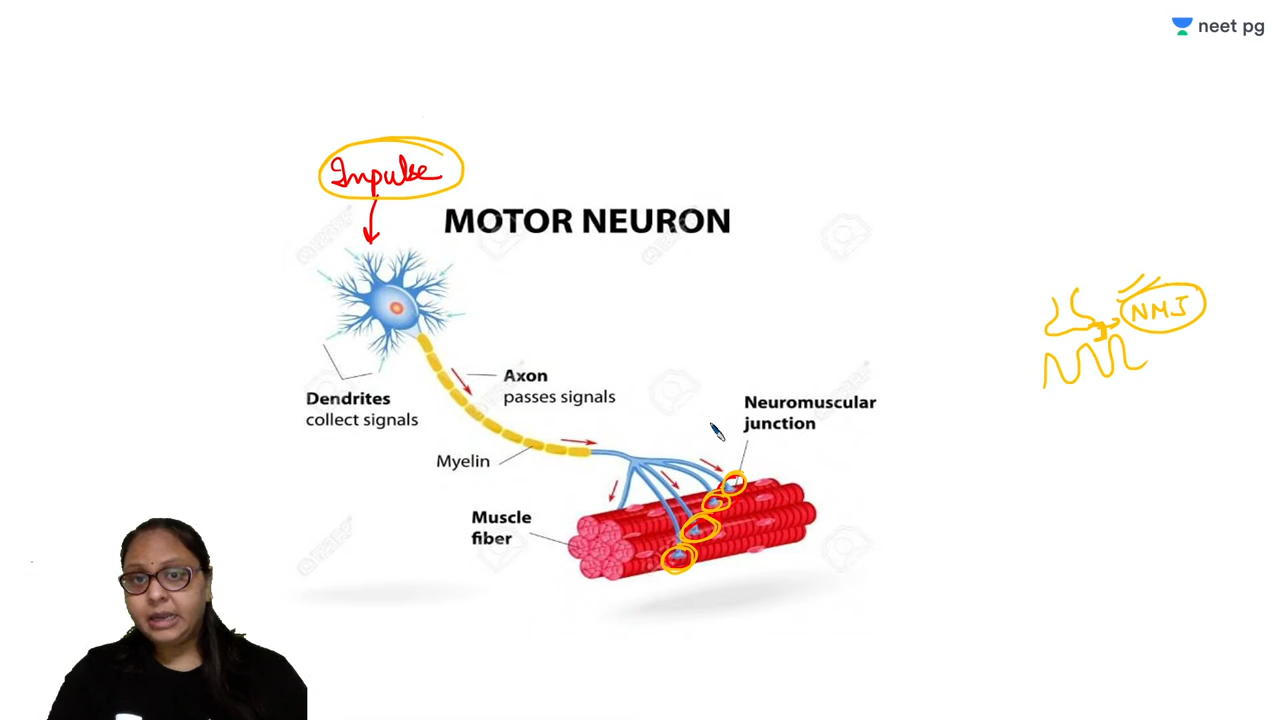 neet pg
Impulse
MOTOR NEURON
NMJ
Axon
passes signals
Dendrites
collect signals
Neuromuscular
junction
Myelin
Muscle
fiber